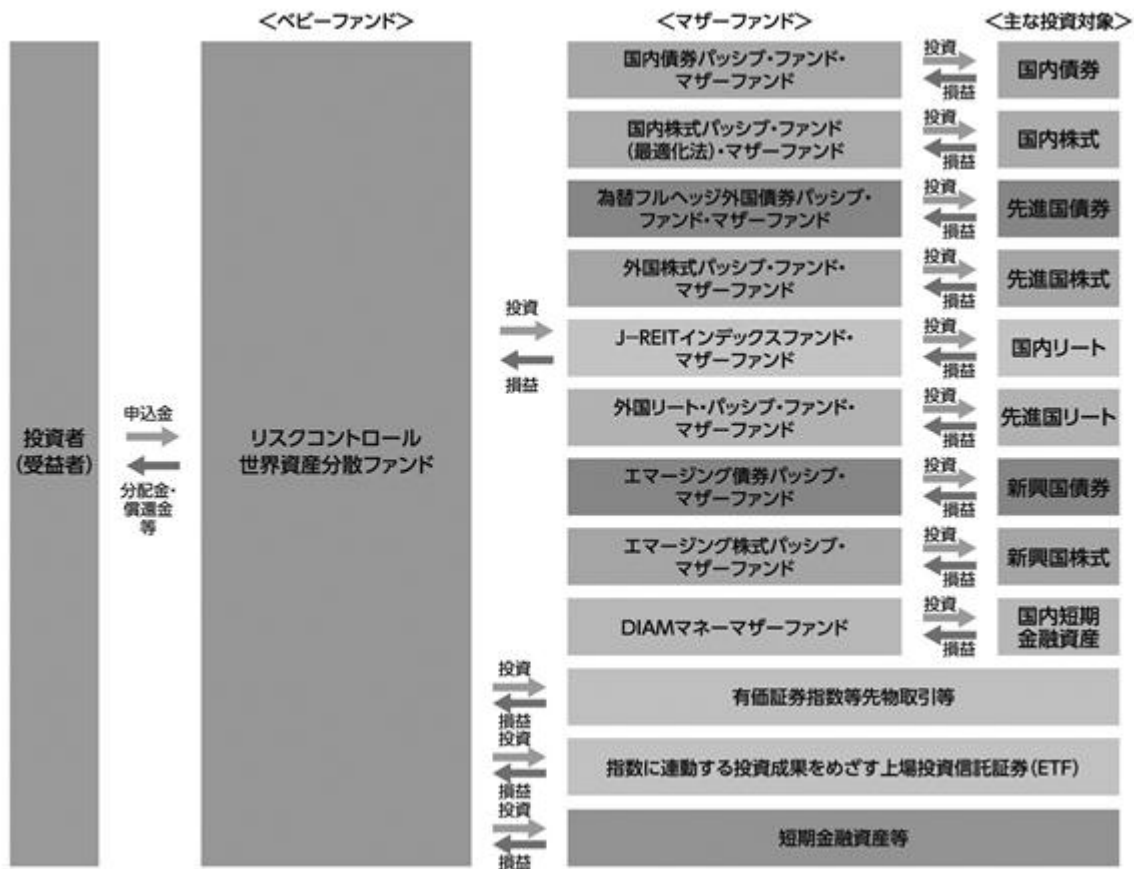 ＜ベビーファンド＞
＜マザーファンド＞
＜主な投資対象＞
投資者
(受益者)
申込金
分配金・
償還金
等
リスクコントロール
世界資産分散ファンド
投資
損益
国内債券パッシブ・ファンド・
マザーファンド
投資
損益
国内債券
国内株式パッシブ・ファンド
(最適化法)・マザーファンド
投資
損益
国内株式
為替フルヘッジ外国債券パッシブ・
ファンド・マザーファンド
投資
損益
先進国債券
外国株式パッシブ・ファンド・
マザーファンド
投資
損益
先進国株式
J−REITインデックスファンド・
マザーファンド
投資
損益
国内リート
外国リート・パッシブ・ファンド・
マザーファンド
投資
損益
先進国リート
エマージング債券パッシブ・
マザーファンド
投資
損益
新興国債券
エマージング株式パッシブ・
マザーファンド
投資
損益
新興国株式
DIAMマネーマザーファンド
投資
損益
国内短期
金融資産
投資
損益
有価証券指数等先物取引等
投資
損益
指数に連動する投資成果をめざす上場投資信託証券(ETF)
投資
損益
短期金融資産等